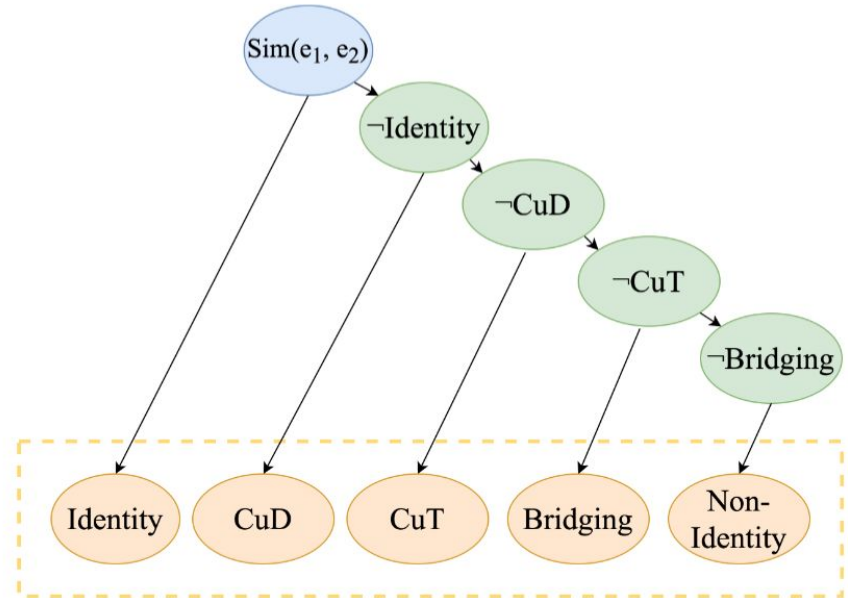 Sim(e₁, e₂)
¬Identity
¬CuD
¬CuT
¬Bridging
Identity
CuD
CuT
Bridging
Non-
Identity